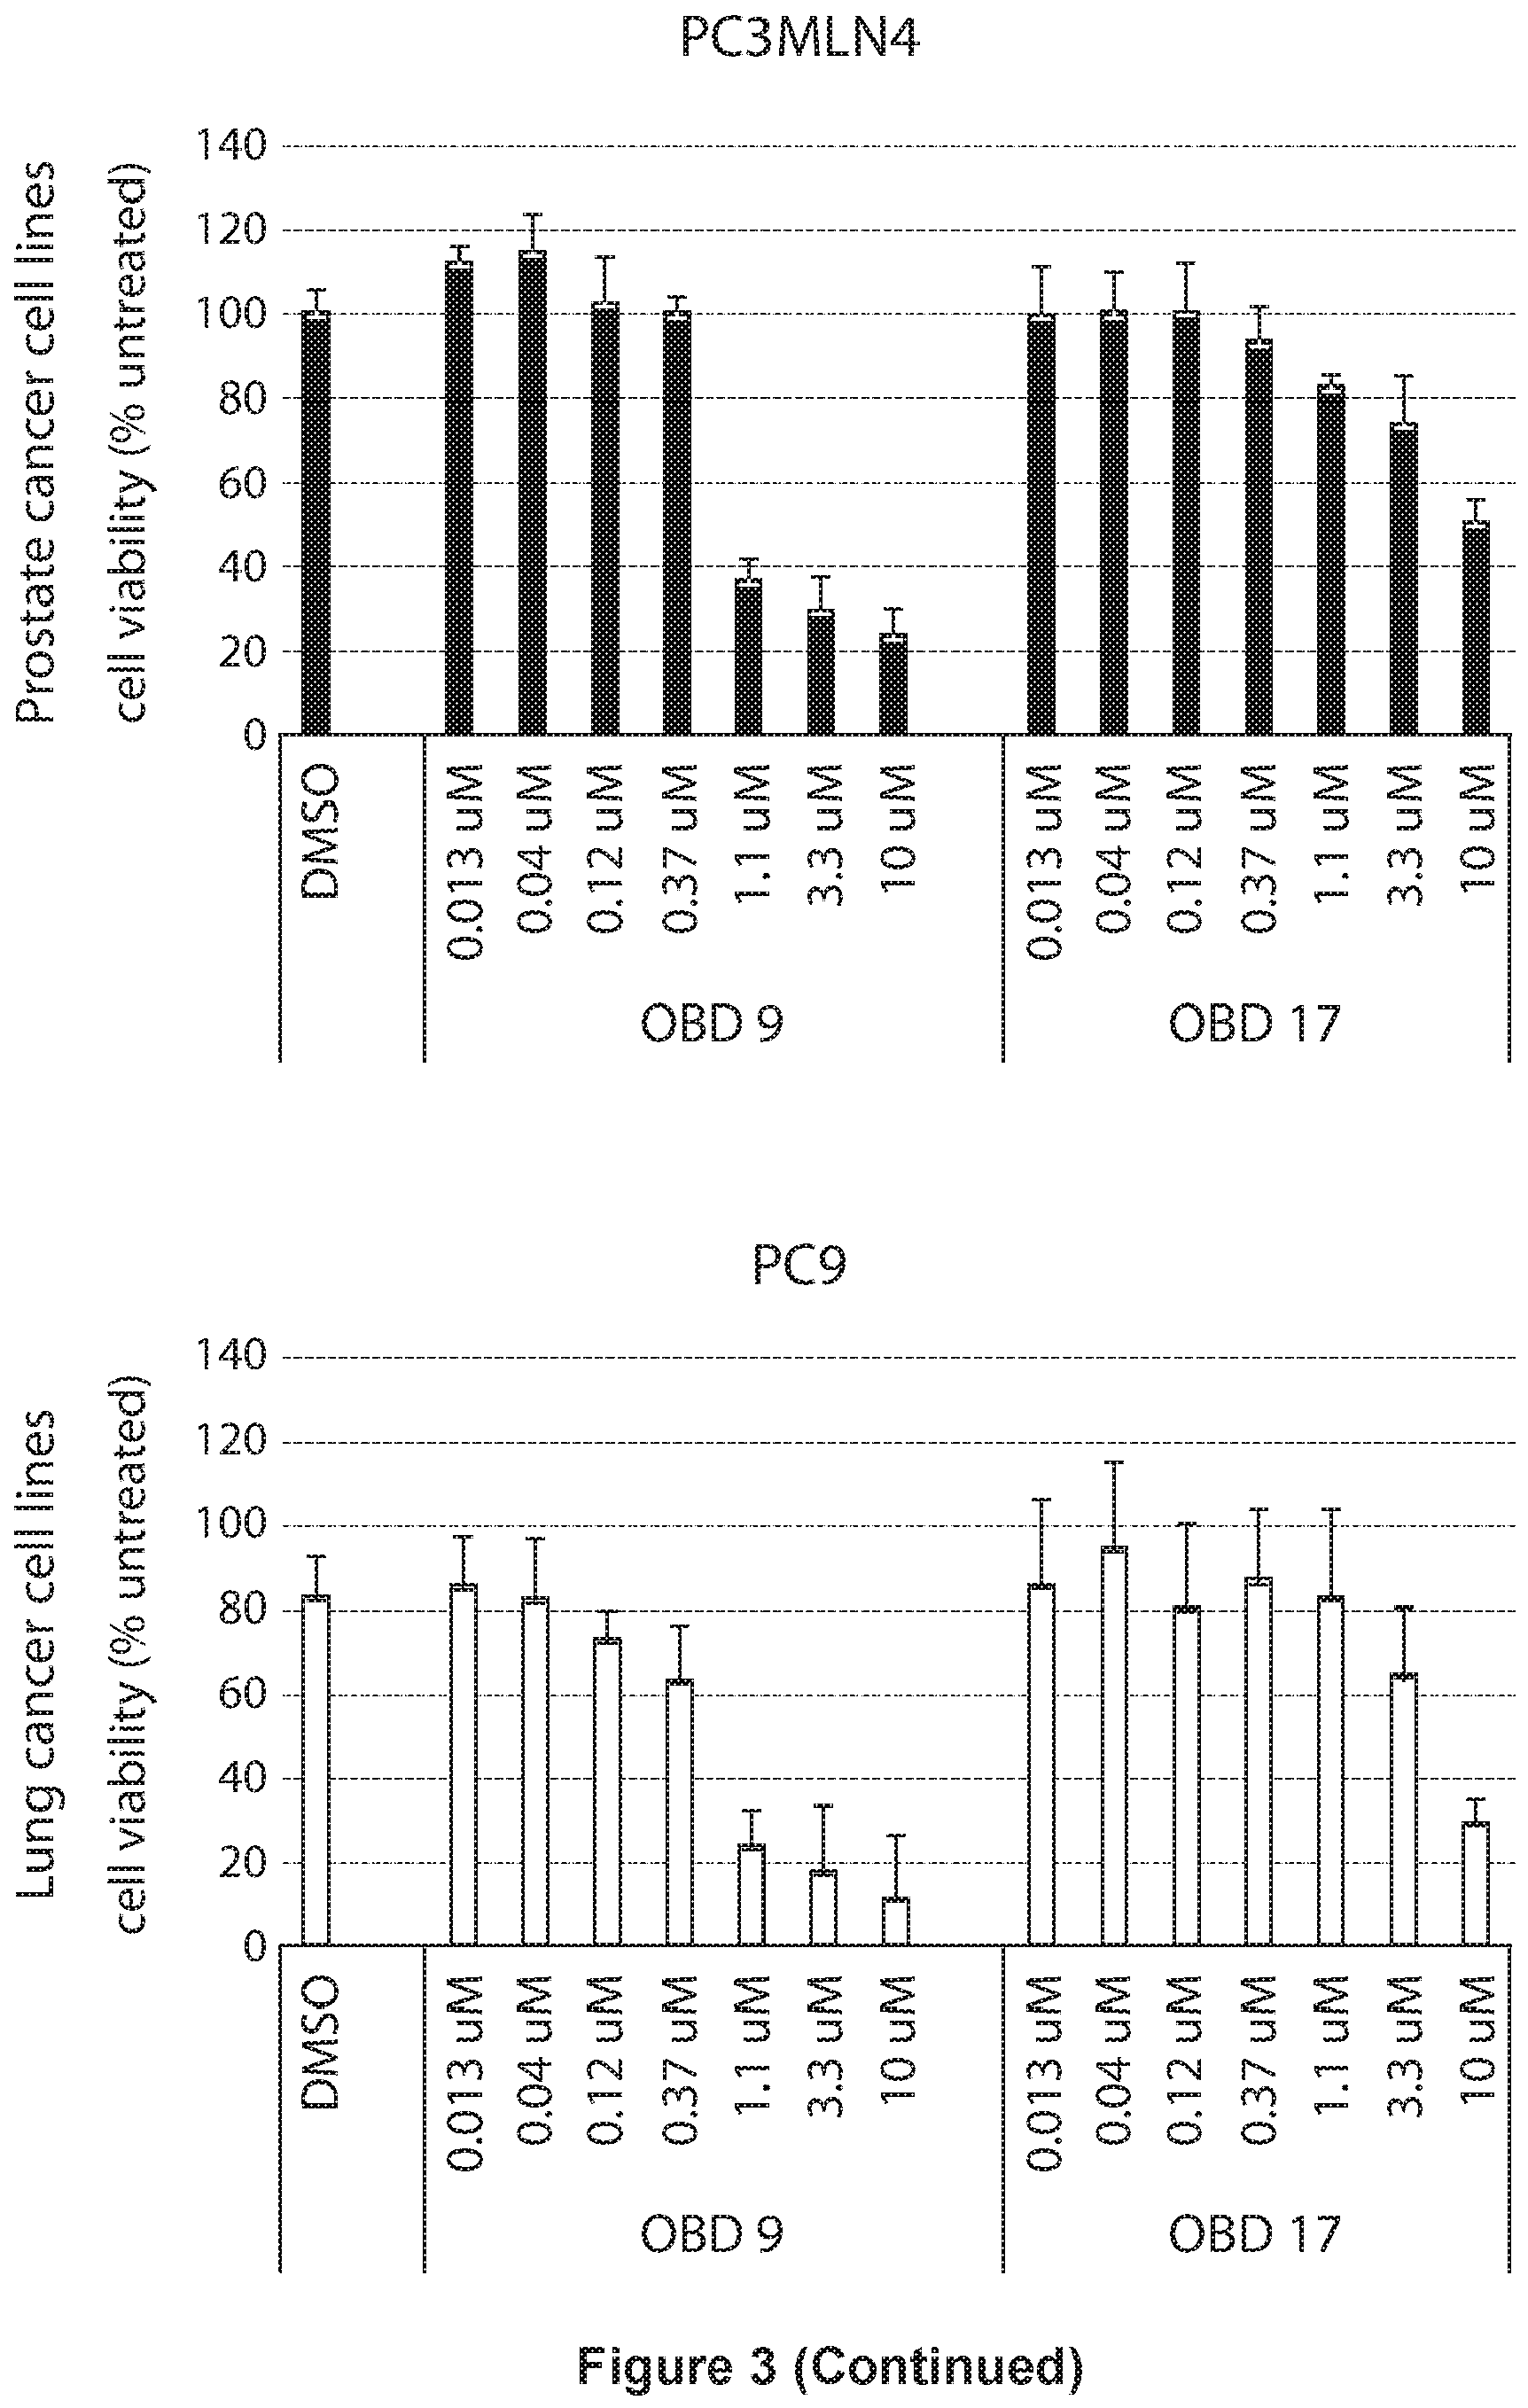 PC3MLN4
Prostate cancer cell lines
cell viability (% untreated)
140
120
100
80
60
40
20
0
DMSO
0.013 uM
0.04 uM
0.12 uM
0.37 uM
1.1 uM
3.3 uM
10 uM
0.013 uM
0.04 uM
0.12 uM
0.37 uM
1.1 uM
3.3 uM
10 uM
OBD 9
OBD 17
PC9
Lung cancer cell lines
cell viability (% untreated)
140
120
100
80
60
40
20
0
DMSO
0.013 uM
0.04 uM
0.12 uM
0.37 uM
1.1 uM
3.3 uM
10 uM
0.013 uM
0.04 uM
0.12 uM
0.37 uM
1.1 uM
3.3 uM
10 uM
OBD 9
OBD 17
Figure 3 (Continued)